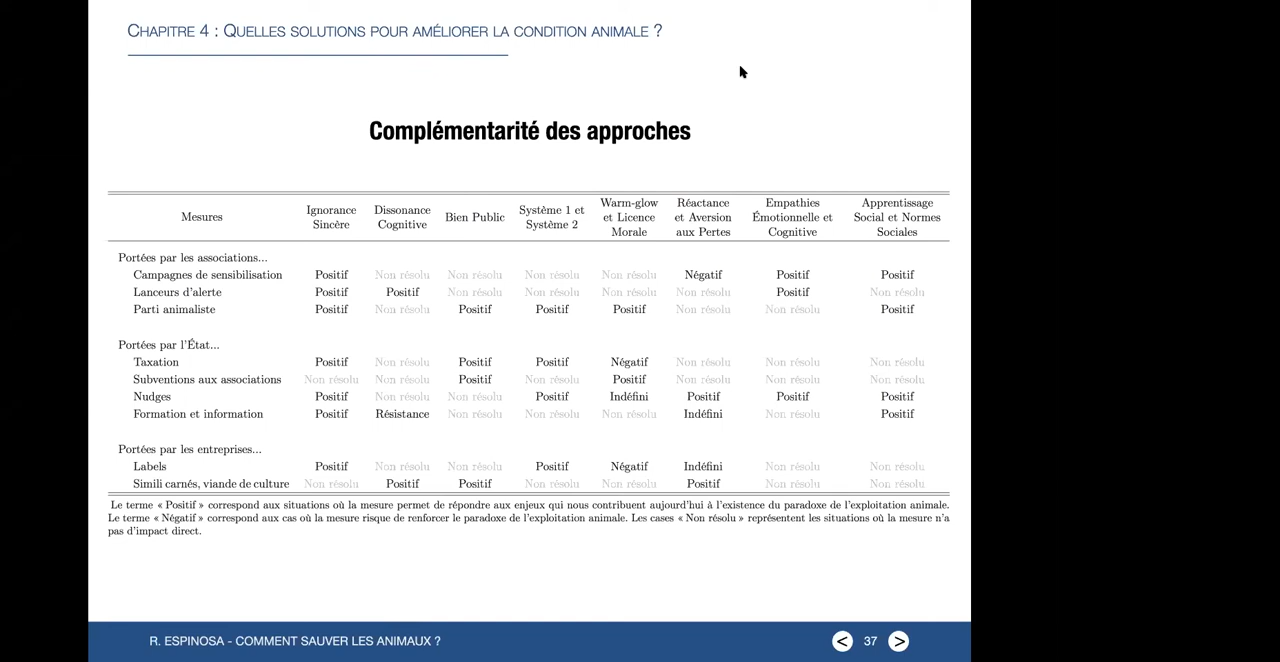 CHAPITRE 4 : QUELLES SOLUTIONS POUR AMÉLIORER LA CONDITION ANIMALE ?
Complémentarité des approches
Mesures Ignorance Sincère Dissonance Cognitive Bien Public Système 1 et Système 2 Warm-glow et Licence Morale Réactance et Aversion aux Pertes Empathies Émotionnelle et Cognitive Apprentissage Social et Normes Sociales
Portées par les associations...
Campagnes de sensibilisation Positif Non résolu Non résolu Non résolu Non résolu Négatif Positif Positif
Lanceurs d'alerte Positif Positif Non résolu Non résolu Non résolu Non résolu Positif Non résolu
Parti animaliste Positif Non résolu Positif Positif Positif Non résolu Non résolu Positif
Portées par l'État...
Taxation Positif Non résolu Positif Positif Négatif Non résolu Non résolu Non résolu
Subventions aux associations Non résolu Non résolu Positif Non résolu Positif Non résolu Non résolu Non résolu
Nudges Positif Non résolu Non résolu Positif Indéfini Positif Positif Positif
Formation et information Positif Résistance Non résolu Non résolu Non résolu Indéfini Non résolu Positif
Portées par les entreprises...
Labels Positif Non résolu Non résolu Positif Négatif Indéfini Non résolu Non résolu
Simili carnés, viande de culture Non résolu Positif Positif Non résolu Non résolu Positif Non résolu Non résolu
Le terme « Positif » correspond aux situations où la mesure permet de répondre aux enjeux qui nous contribuent aujourd'hui à l'existence du paradoxe de l'exploitation animale.
Le terme « Négatif » correspond aux cas où la mesure risque de renforcer le paradoxe de l'exploitation animale. Les cases « Non résolu » représentent les situations où la mesure n'a
pas d'impact direct.
R. ESPINOSA - COMMENT SAUVER LES ANIMAUX ?
< 37 >